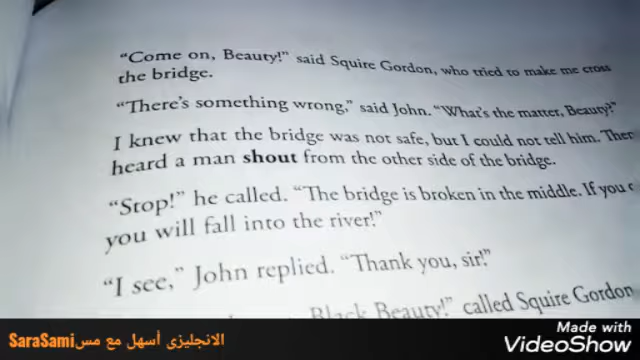 “Come on, Beauty!” said Squire Gordon, who tried to make me cross
the bridge.
“There’s something wrong,” said John. “What’s the matter, Beauty?”
I knew that the bridge was not safe, but I could not tell him. Then
heard a man shout from the other side of the bridge.
“Stop!” he called. “The bridge is broken in the middle. If you
you will fall into the river!”
“I see,” John replied. “Thank you, sir!”
Black Beauty!” called Squire Gordon
الانجليزى أسهل مع مس SaraSami
Made with
VideoShow